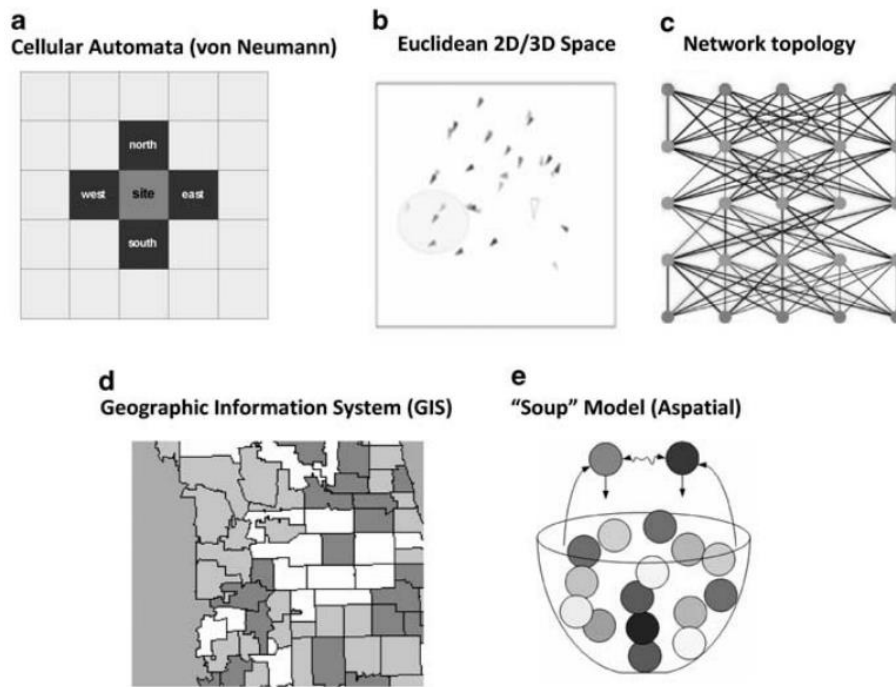 a
Cellular Automata (von Neumann)
north
west
site
east
south
b
Euclidean 2D/3D Space
c
Network topology
d
Geographic Information System (GIS)
e
“Soup” Model (Aspatial)